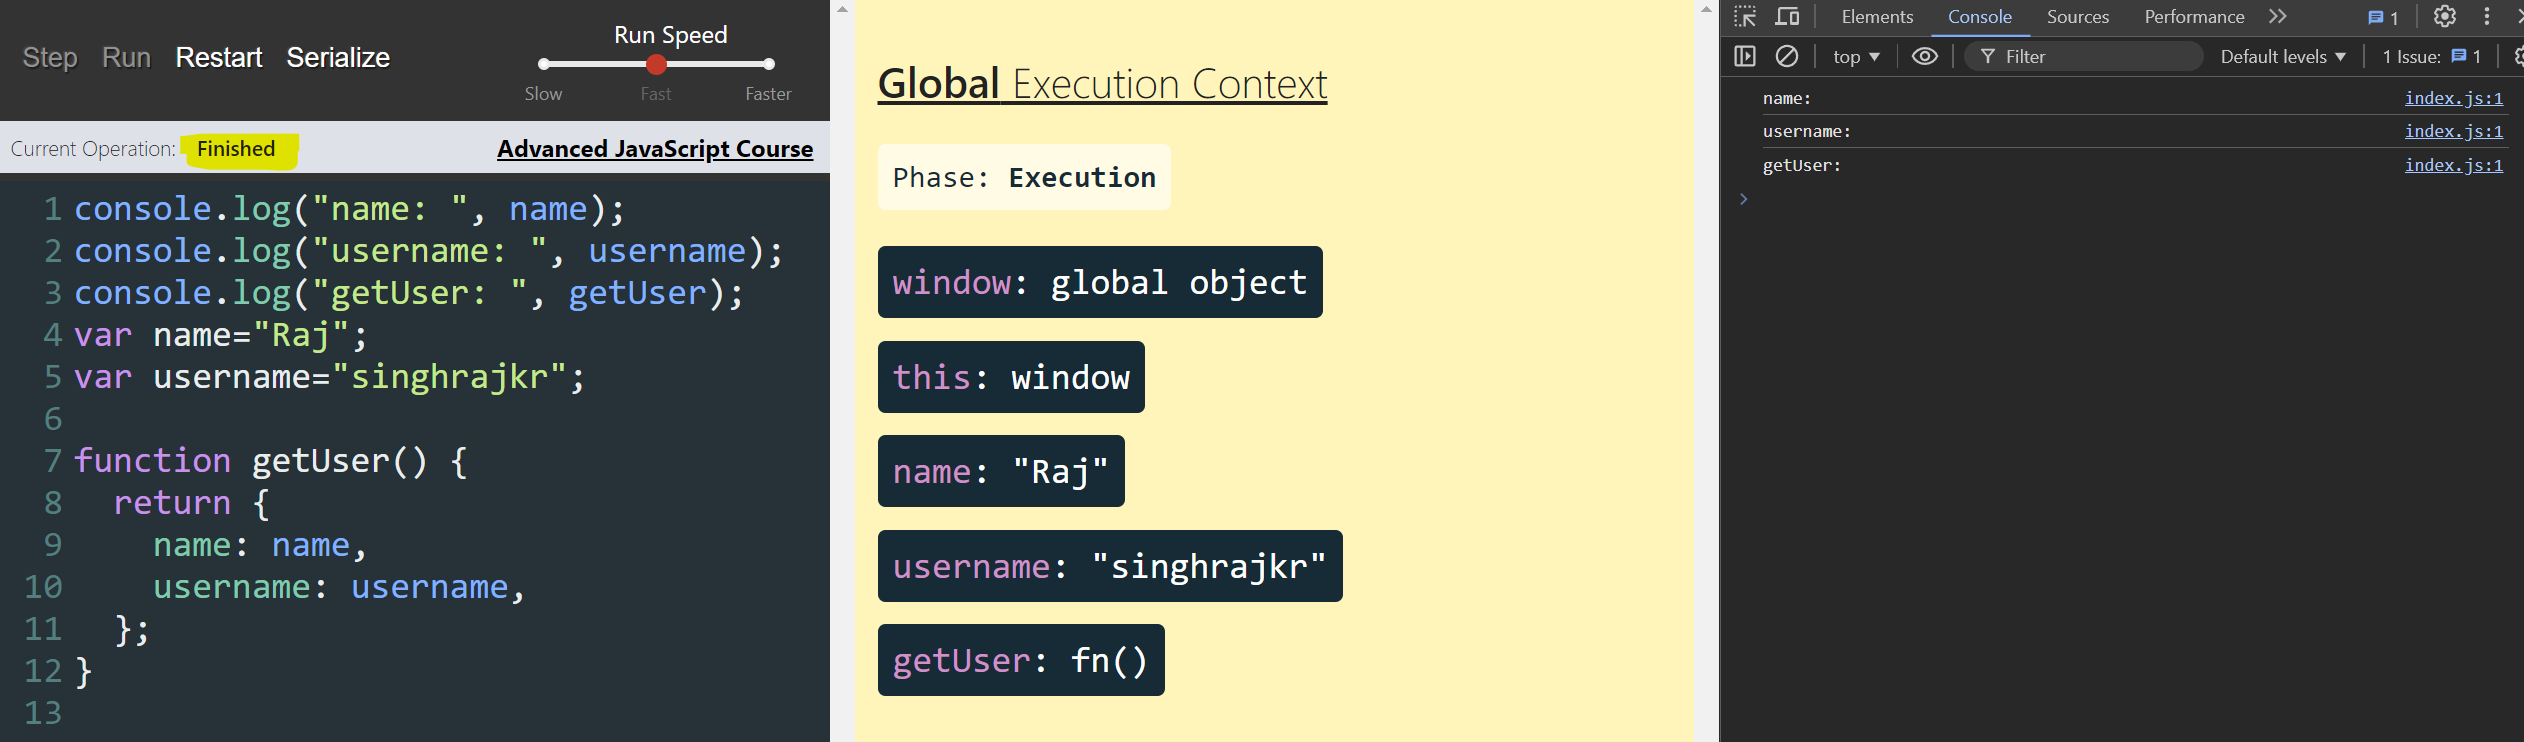 Step Run Restart Serialize
Run Speed
Slow Fast Faster
Current Operation: Finished
Advanced JavaScript Course
1 console.log("name: ", name);
2 console.log("username: ", username);
3 console.log("getUser: ", getUser);
4 var name="Raj";
5 var username="singhrajkr";
6
7 function getUser() {
8 return {
9 name: name,
10 username: username,
11 };
12 }
13
Global Execution Context
Phase: Execution
window: global object
this: window
name: "Raj"
username: "singhrajkr"
getUser: fn()
Elements Console Sources Performance 1
top Filter Default levels 1 Issue: 1
name: index.js:1
username: index.js:1
getUser: index.js:1